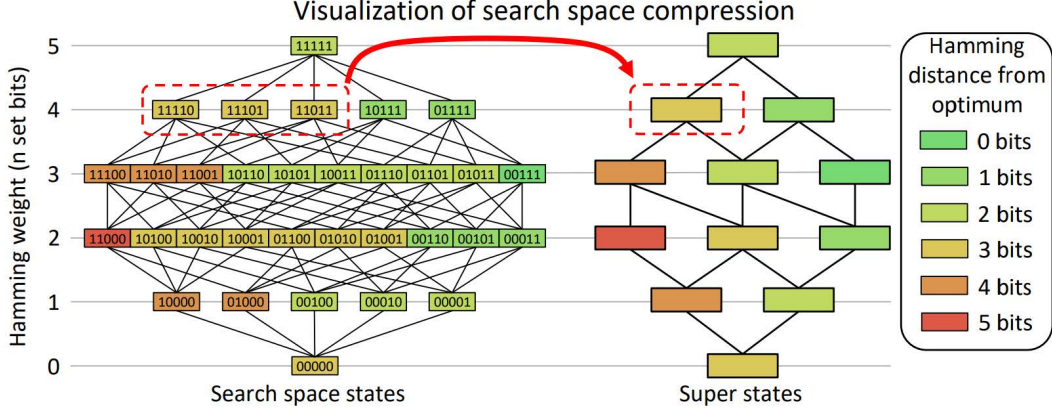 Visualization of search space compression
Hamming weight (n set bits)
5
11111
4
11110 11101 11011 10111 01111
3
11100 11010 11001 10110 10101 10011 01110 01101 01011 00111
2
11000 10100 10010 10001 01100 01010 01001 00110 00101 00011
1
10000 01000 00100 00010 00001
0
00000
Search space states
Super states
Hamming
distance from
optimum
0 bits
1 bits
2 bits
3 bits
4 bits
5 bits